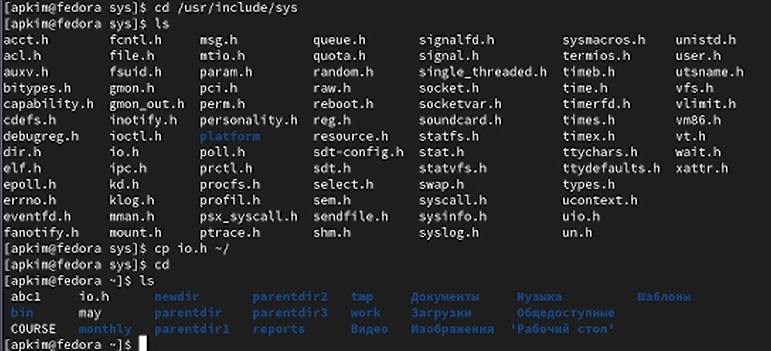 [apkim@fedora sys]$ cd /usr/include/sys
[apkim@fedora sys]$ ls
acct.h fcntl.h msg.h queue.h signalfd.h sysmacros.h unistd.h
acl.h file.h mtio.h quota.h signal.h termios.h user.h
auxv.h fsuid.h param.h random.h single_threaded.h timeb.h utsname.h
bitypes.h gmon.h pci.h raw.h socket.h time.h vfs.h
capability.h gmon_out.h perm.h reboot.h socketvar.h timerfd.h vlimit.h
cdefs.h inotify.h personality.h reg.h soundcard.h times.h vm86.h
debugreg.h ioctl.h platform resource.h statfs.h timex.h vt.h
dir.h io.h poll.h sdt-config.h stat.h ttychars.h wait.h
elf.h ipc.h prctl.h sdt.h statvfs.h ttydefaults.h xattr.h
epoll.h kd.h procfs.h select.h swap.h types.h
errno.h klog.h profil.h sem.h syscall.h ucontext.h
eventfd.h mman.h psx_syscall.h sendfile.h sysinfo.h uio.h
fanotify.h mount.h ptrace.h shm.h syslog.h un.h
[apkim@fedora sys]$ cp io.h ~/
[apkim@fedora sys]$ cd
[apkim@fedora ~]$ ls
abc1 io.h newdir parentdir2 tmp Документы Музыка Шаблоны
bin may parentdir parentdir3 work Загрузки Общедоступные
COURSE monthly parentdir1 reports Видео Изображения 'Рабочий стол'
[apkim@fedora ~]$